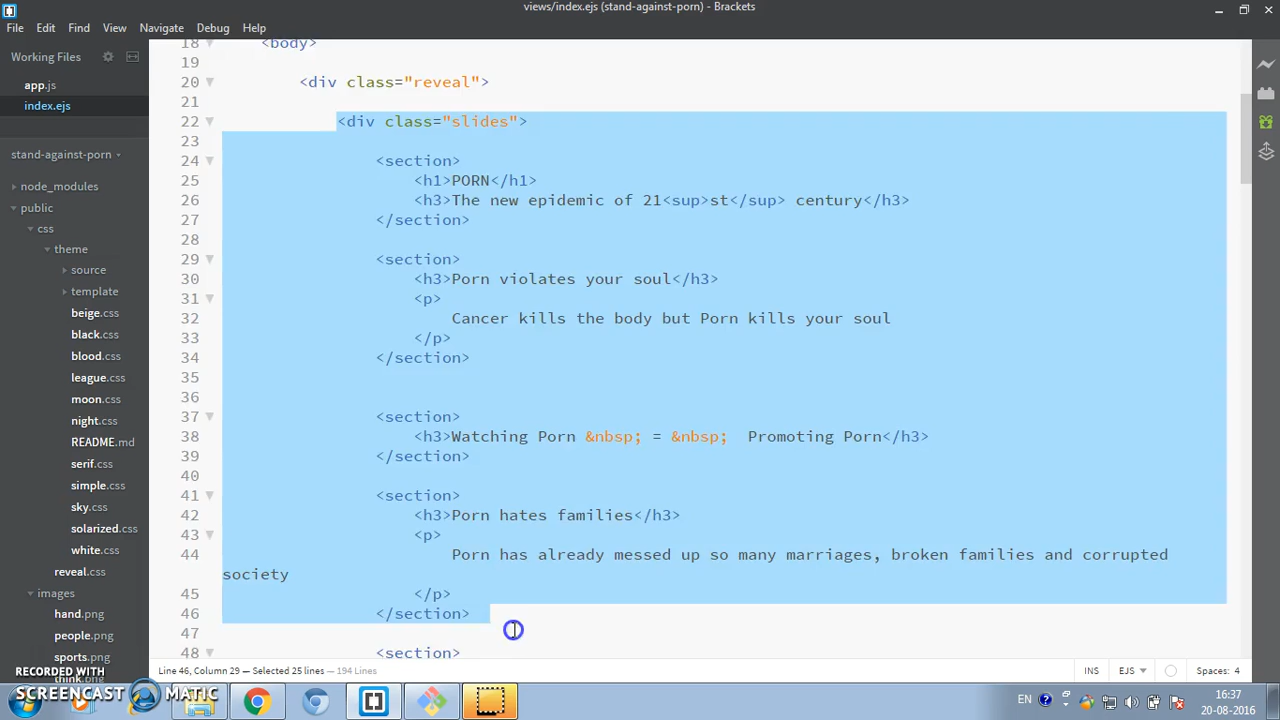 views/index.ejs (stand-against-porn) - Brackets
File Edit Find View Navigate Debug Help
Working Files
app.js
index.ejs
stand-against-porn
node_modules
public
css
theme
source
template
beige.css
black.css
blood.css
league.css
moon.css
night.css
README.md
serif.css
simple.css
sky.css
solarized.css
white.css
reveal.css
images
hand.png
people.png
sports.png
think.png
18 <body>
19
20 <div class="reveal">
21
22 <div class="slides">
23
24 <section>
25 <h1>PORN</h1>
26 <h3>The new epidemic of 21<sup>st</sup> century</h3>
27 </section>
28
29 <section>
30 <h3>Porn violates your soul</h3>
31 <p>
32 Cancer kills the body but Porn kills your soul
33 </p>
34 </section>
35
36
37 <section>
38 <h3>Watching Porn &nbsp; = &nbsp;  Promoting Porn</h3>
39 </section>
40
41 <section>
42 <h3>Porn hates families</h3>
43 <p>
44 Porn has already messed up so many marriages, broken families and corrupted
society
45 </p>
46 </section>
47
48 <section>
Line 46, Column 29 — Selected 25 lines — 194 Lines
INS EJS Spaces: 4
RECORDED WITH
SCREENCAST MATIC
EN 16:37
20-08-2016